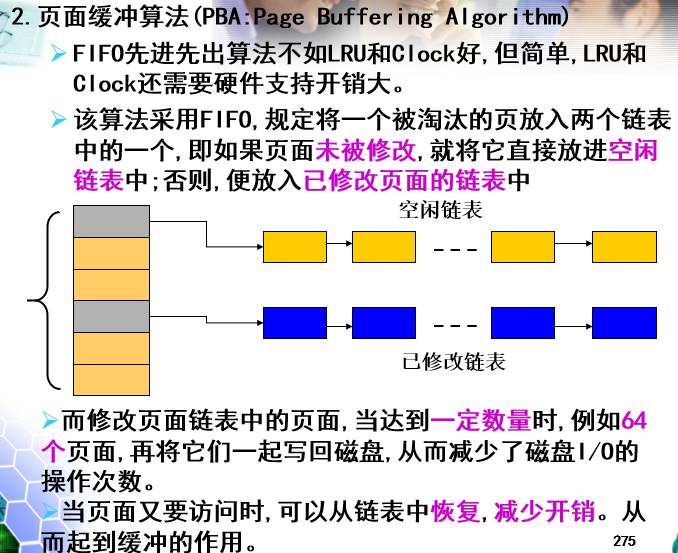 2.页面缓冲算法(PBA:Page Buffering Algorithm)
FIFO先进先出算法不如LRU和Clock好,但简单,LRU和
Clock还需要硬件支持开销大。
该算法采用FIFO,规定将一个被淘汰的页放入两个链表
中的一个,即如果页面未被修改,就将它直接放进空闲
链表中;否则,便放入已修改页面的链表中
空闲链表
已修改链表
而修改页面链表中的页面,当达到一定数量时,例如64
个页面,再将它们一起写回磁盘,从而减少了磁盘I/O的
操作次数。
当页面又要访问时,可以从链表中恢复,减少开销。从
而起到缓冲的作用。
275